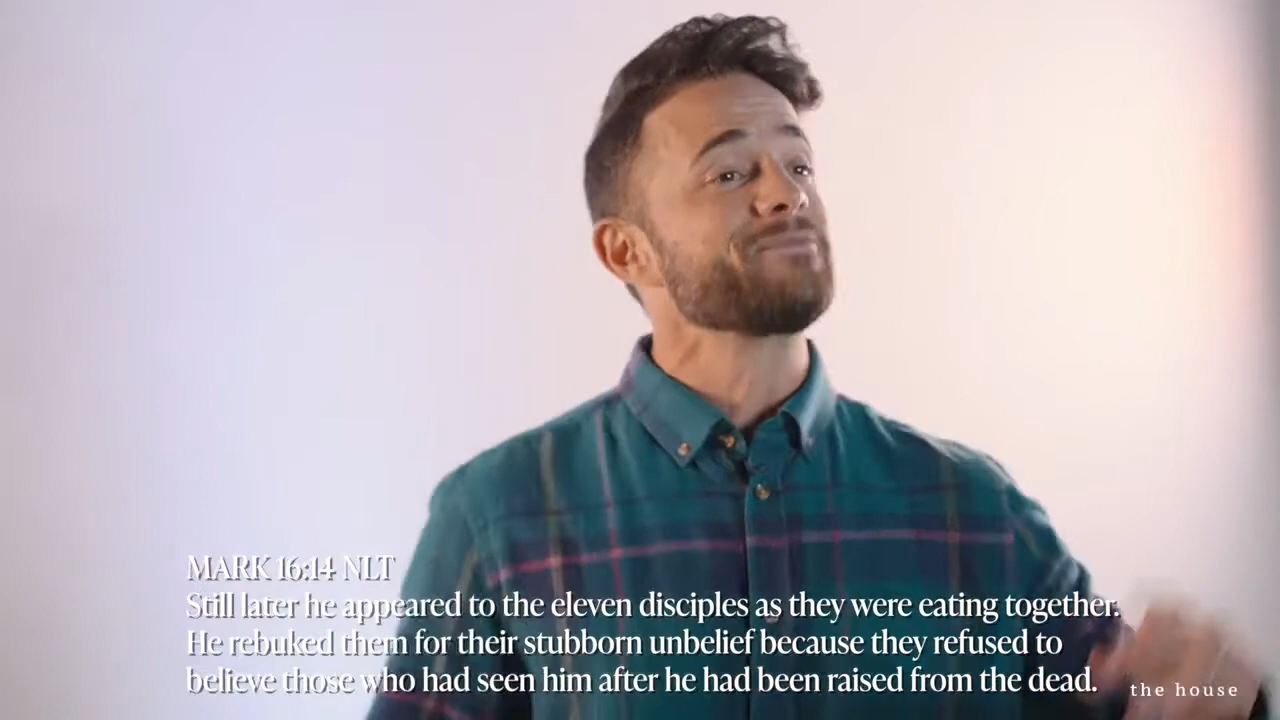 MARK 16:14 NLT
Still later he appeared to the eleven disciples as they were eating together.
He rebuked them for their stubborn unbelief because they refused to
believe those who had seen him after he had been raised from the dead.
the house